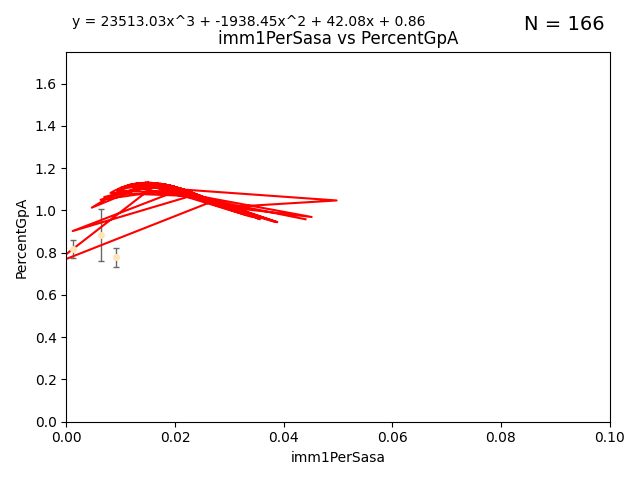 y = 23513.03x^3 + -1938.45x^2 + 42.08x + 0.86
N = 166
imm1PerSasa vs PercentGpA
PercentGpA
1.6
1.4
1.2
1.0
0.8
0.6
0.4
0.2
0.0
0.00 0.02 0.04 0.06 0.08 0.10
imm1PerSasa